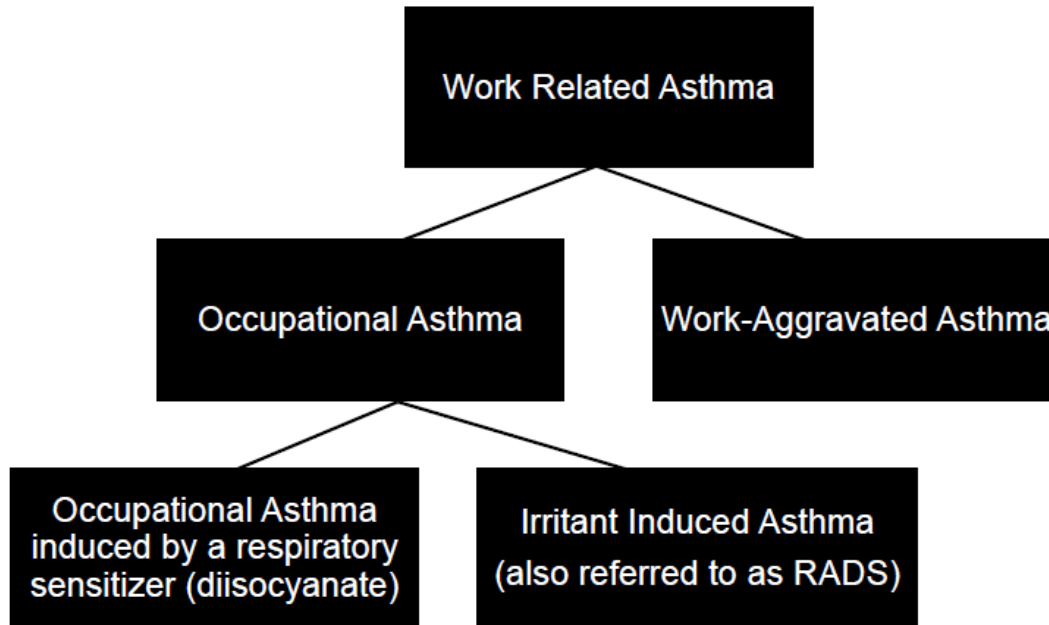 Work Related Asthma
Occupational Asthma
Work-Aggravated Asthma
Occupational Asthma
induced by a respiratory
sensitizer (diisocyanate)
Irritant Induced Asthma
(also referred to as RADS)